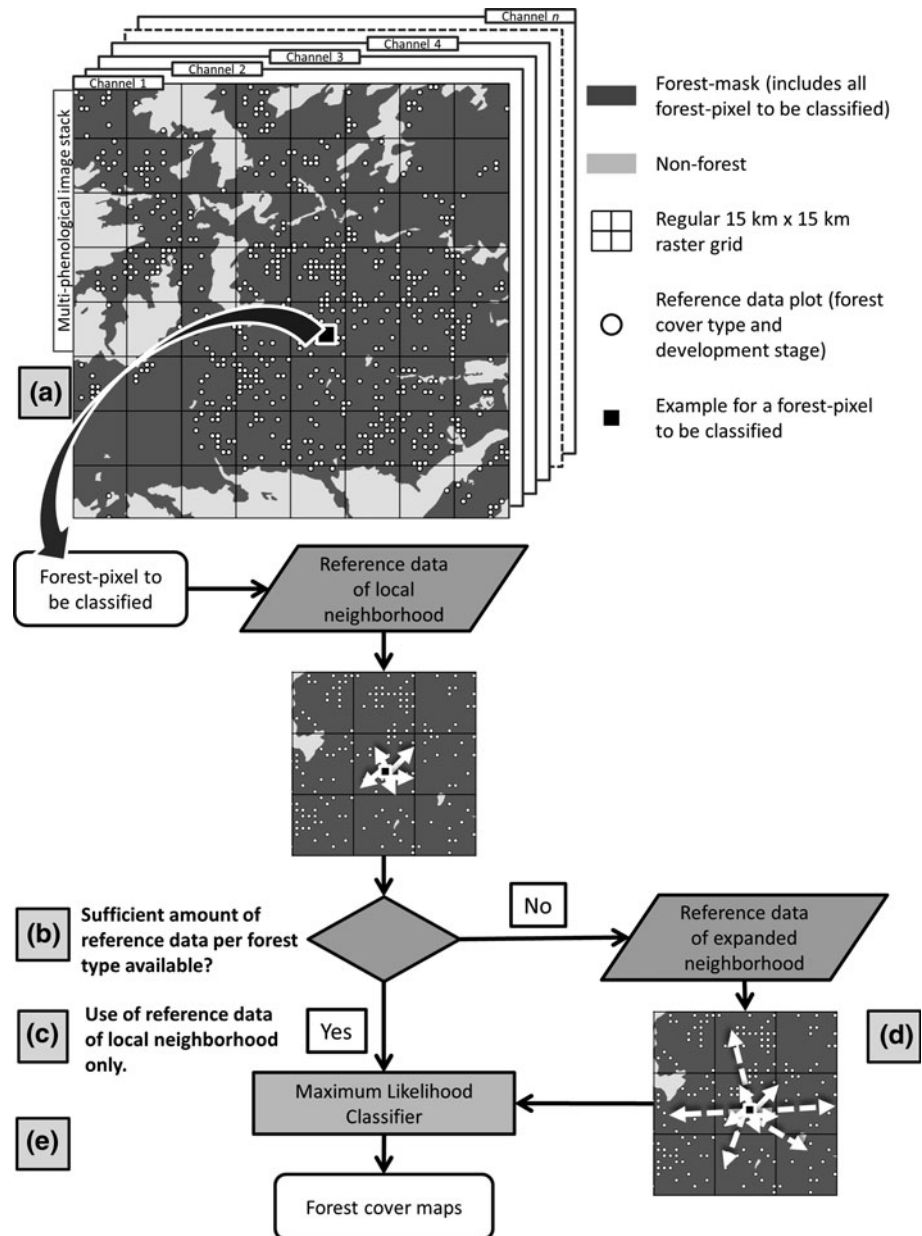 Channel n
Channel 4
Channel 3
Channel 2
Channel 1
Multi-phenological image stack
(a)
Forest-mask (includes all
forest-pixel to be classified)
Non-forest
Regular 15 km x 15 km
raster grid
Reference data plot (forest
cover type and
development stage)
Example for a forest-pixel
to be classified
Forest-pixel to
be classified
Reference data
of local
neighborhood
(b)
Sufficient amount of
reference data per forest
type available?
No
Reference data
of expanded
neighborhood
(c)
Use of reference data
of local neighborhood
only.
Yes
(d)
Maximum Likelihood
Classifier
(e)
Forest cover maps